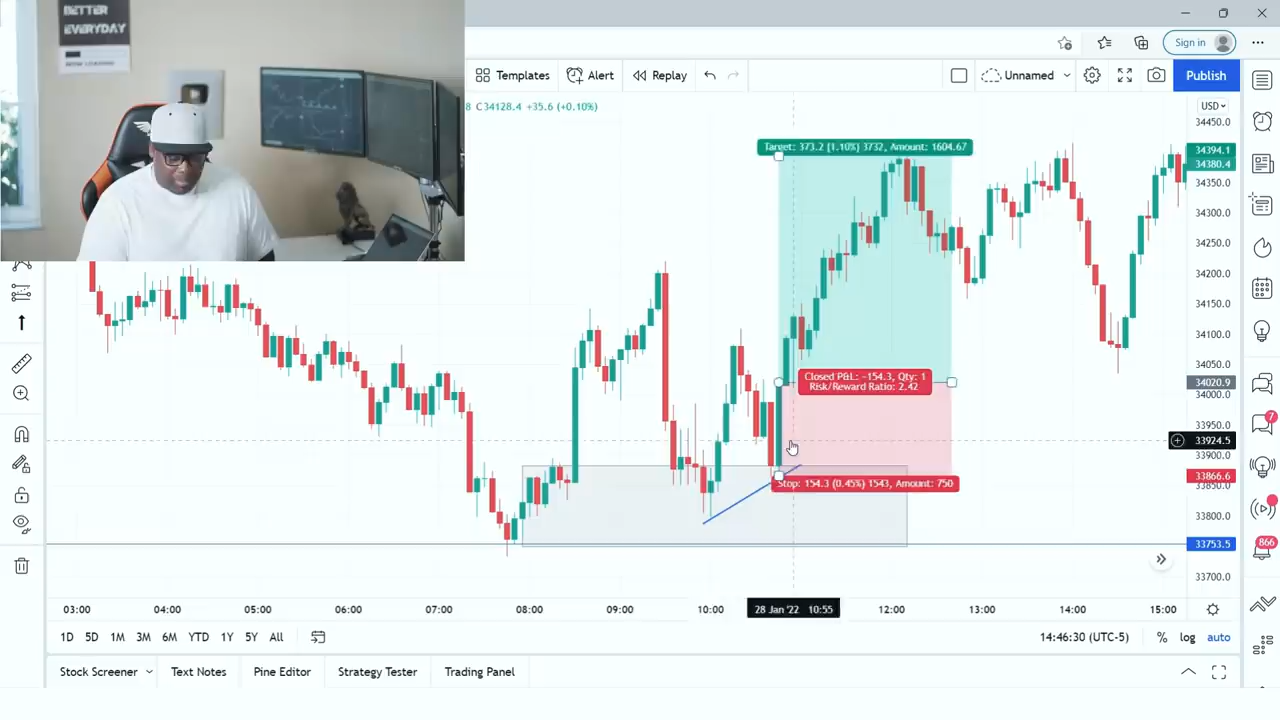 BETTER
EVERYDAY
Sign in
Templates
Alert
Replay
Unnamed
Publish
8 C34128.4 +35.6 (+0.10%)
USD
34450.0
34394.1
34380.4
34350.0
34300.0
34250.0
34200.0
34150.0
34100.0
34050.0
34020.9
34000.0
33950.0
33924.5
33900.0
33866.6
33850.0
33800.0
33753.5
33700.0
Target: 373.2 (1.10%) 3732, Amount: 1604.67
Closed P&L: −154.3, Qty: 1
Risk/Reward Ratio: 2.42
Stop: 154.3 (0.45%) 1543, Amount: 750
7
866
03:00 04:00 05:00 06:00 07:00 08:00 09:00 10:00 28 Jan '22 10:55 12:00 13:00 14:00 15:00
1D 5D 1M 3M 6M YTD 1Y 5Y All
14:46:30 (UTC-5) % log auto
Stock Screener Text Notes Pine Editor Strategy Tester Trading Panel